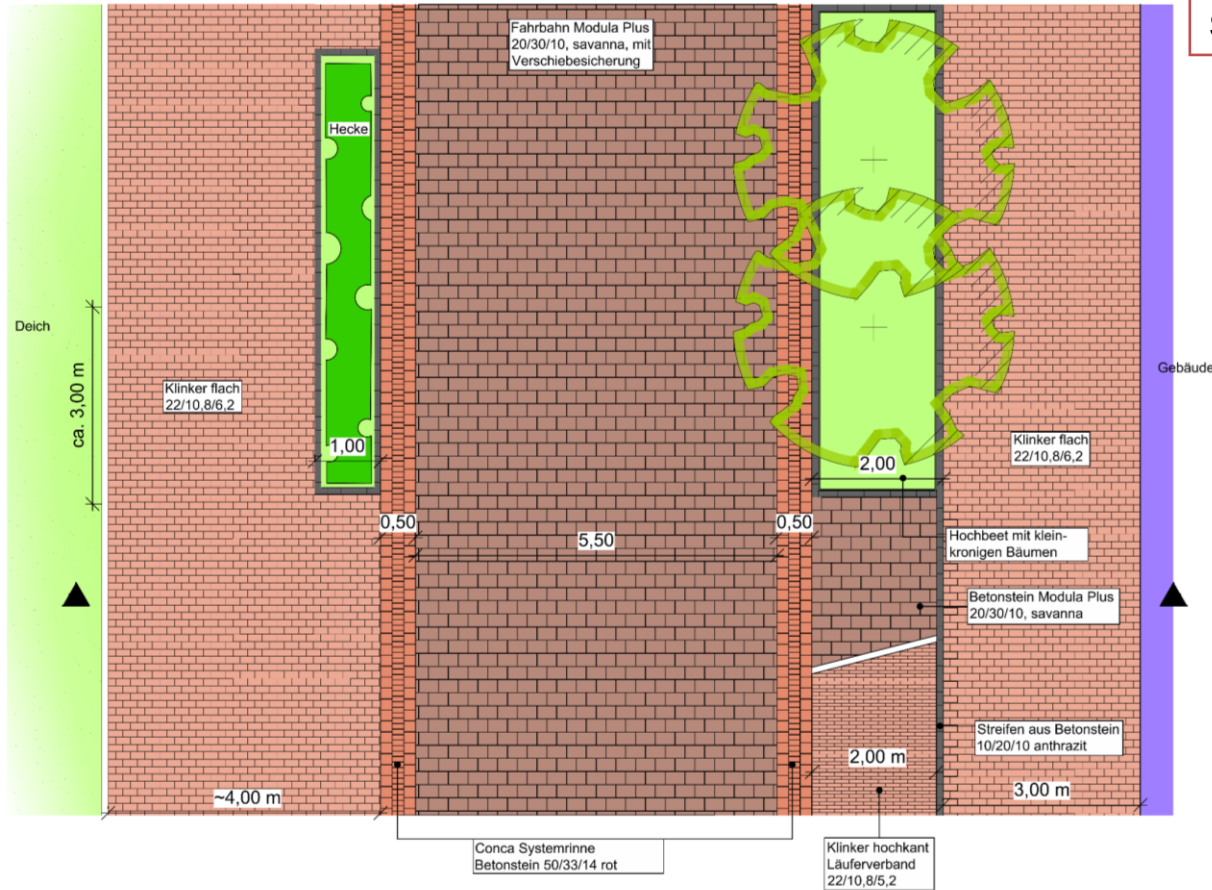 Fahrbahn Modula Plus
20/30/10, savanna, mit
Verschiebesicherung
S
Hecke
Deich
ca. 3,00 m
Gebäude
Klinker flach
22/10,8/6,2
Klinker flach
22/10,8/6,2
1,00
2,00
0,50
5,50
0,50
Hochbeet mit klein-
kronigen Bäumen
Betonstein Modula Plus
20/30/10, savanna
Streifen aus Betonstein
10/20/10 anthrazit
2,00 m
~4,00 m
3,00 m
Conca Systemrinne
Betonstein 50/33/14 rot
Klinker hochkant
Läuferverband
22/10,8/5,2